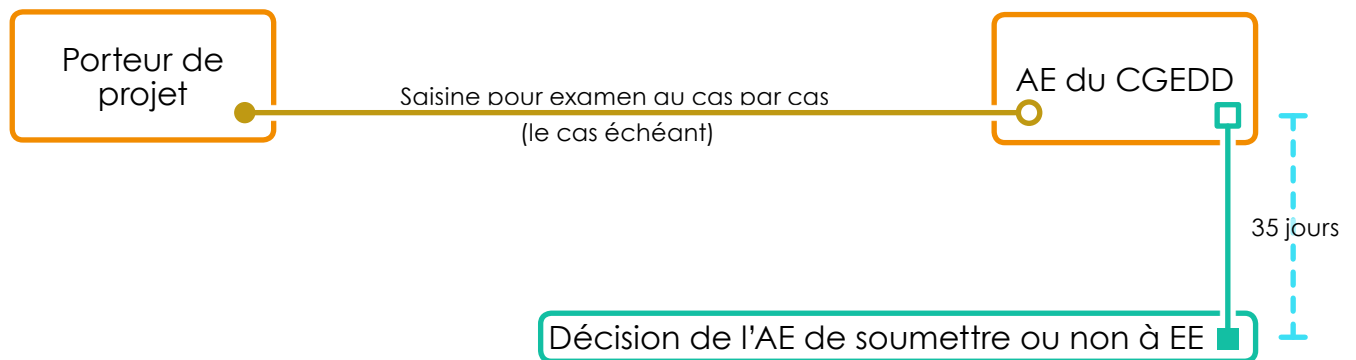 Porteur de
projet
AE du CGEDD
Saisine pour examen au cas par cas
(le cas échéant)
35 jours
Décision de l'AE de soumettre ou non à EE